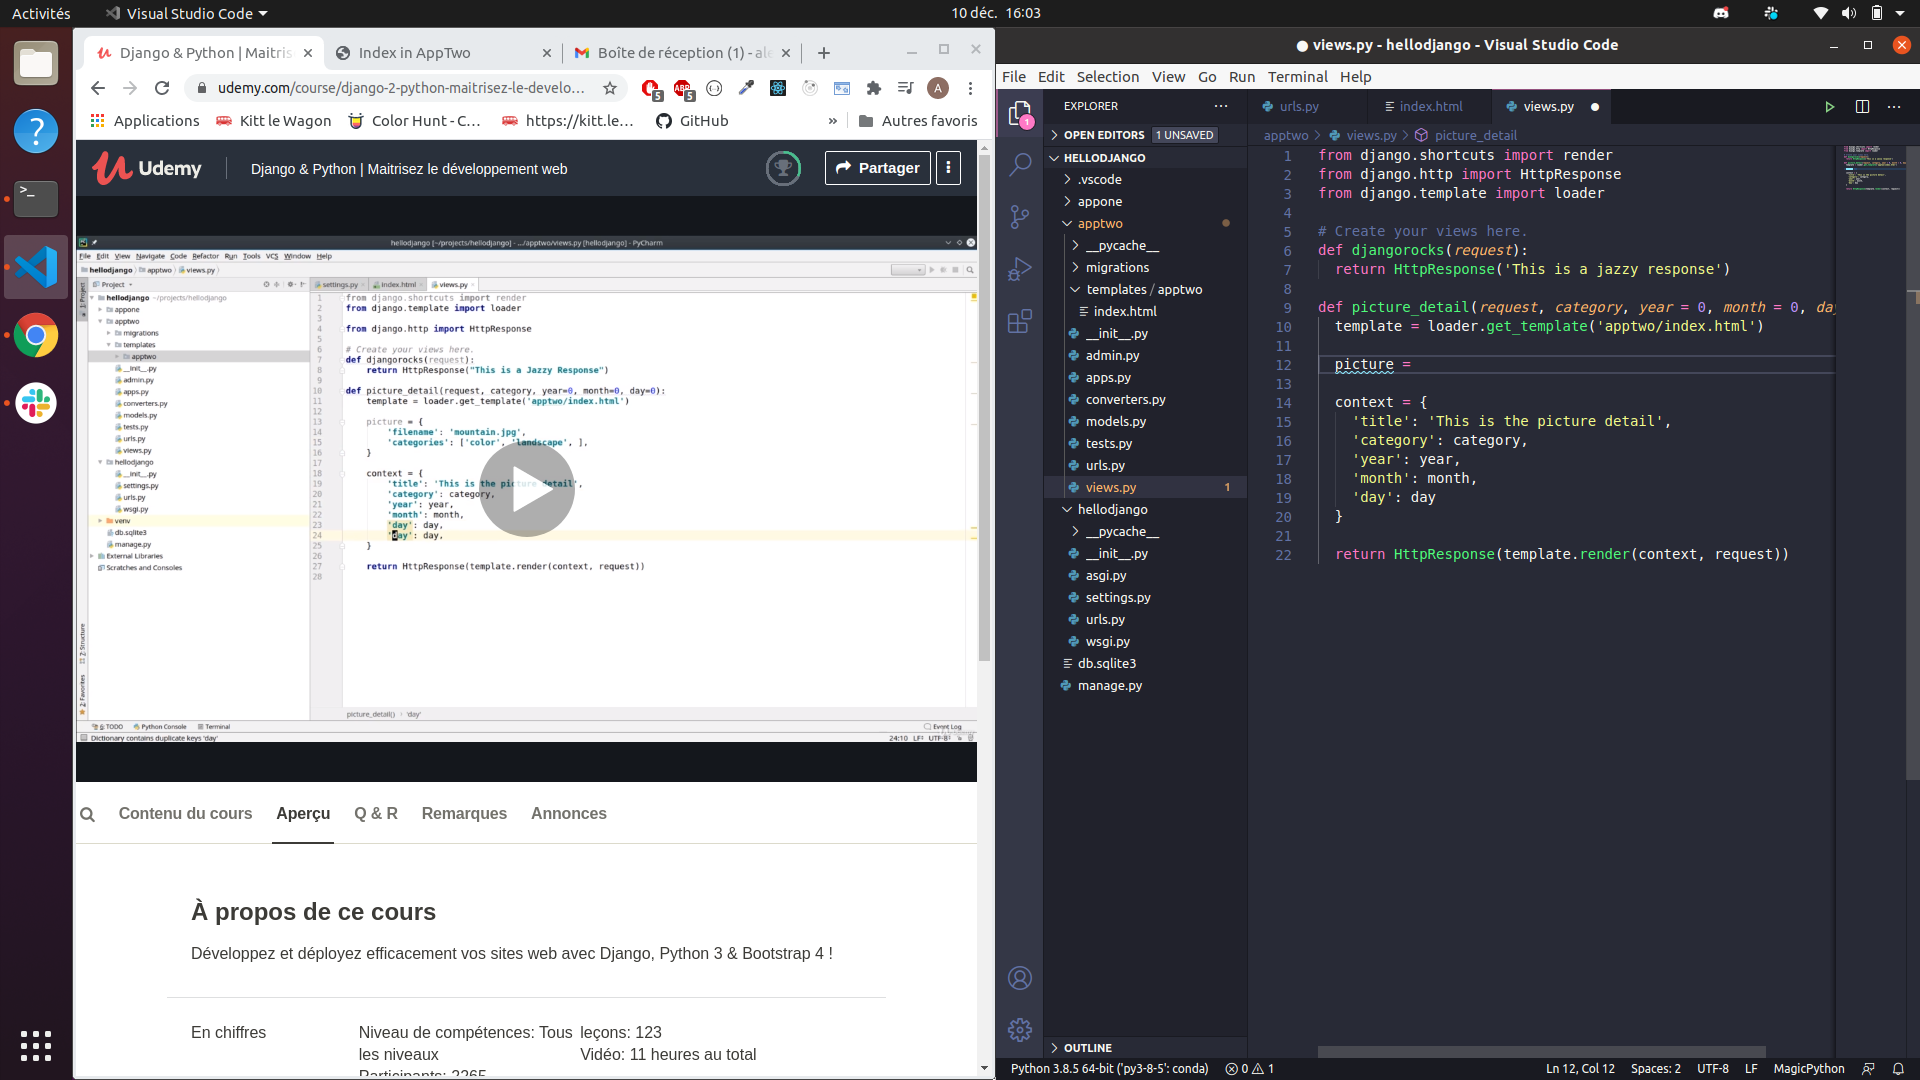 Activités
Visual Studio Code
10 déc. 16:03
Django & Python | Maitris
Index in AppTwo
Boîte de réception (1) - ale
udemy.com/course/django-2-python-maitrisez-le-develo...
5
5
A
Applications
Kitt le Wagon
Color Hunt - C...
https://kitt.le...
GitHub
»
Autres favoris
Udemy
Django & Python | Maitrisez le développement web
Partager
hellodjango [~/projects/hellodjango] - .../apptwo/views.py [hellodjango] - PyCharm
File Edit View Navigate Code Refactor Run Tools VCS Window Help
hellodjango
apptwo
views.py
Project
settings.py
index.html
views.py
1: Project
hellodjango ~/projects/hellodjango
appone
apptwo
migrations
templates
apptwo
__init__.py
admin.py
apps.py
converters.py
models.py
tests.py
urls.py
views.py
hellodjango
__init__.py
settings.py
urls.py
wsgi.py
venv
db.sqlite3
manage.py
External Libraries
Scratches and Consoles
1 from django.shortcuts import render
2 from django.template import loader
3
4 from django.http import HttpResponse
5
6 # Create your views here.
7 def djangorocks(request):
8 return HttpResponse("This is a Jazzy Response")
9
10 def picture_detail(request, category, year=0, month=0, day=0):
11 template = loader.get_template('apptwo/index.html')
12
13 picture = {
14 'filename': 'mountain.jpg',
15 'categories': ['color', 'landscape', ],
16 }
17
18 context = {
19 'title': 'This is the picture detail',
20 'category': category,
21 'year': year,
22 'month': month,
23 'day': day,
24 'day': day,
25 }
26
27 return HttpResponse(template.render(context, request))
28
Z: Structure
2: Favorites
picture_detail() › 'day'
6: TODO
Python Console
Terminal
Event Log
Dictionary contains duplicate keys 'day'
24:10 LF÷ UTF-8÷
Contenu du cours
Aperçu
Q & R
Remarques
Annonces
À propos de ce cours
Développez et déployez efficacement vos sites web avec Django, Python 3 & Bootstrap 4 !
En chiffres
Niveau de compétences: Tous
les niveaux
Participants: 2265
leçons: 123
Vidéo: 11 heures au total
● views.py - hellodjango - Visual Studio Code
File Edit Selection View Go Run Terminal Help
1
EXPLORER
OPEN EDITORS 1 UNSAVED
HELLODJANGO
.vscode
appone
apptwo
__pycache__
migrations
templates / apptwo
index.html
__init__.py
admin.py
apps.py
converters.py
models.py
tests.py
urls.py
views.py 1
hellodjango
__pycache__
__init__.py
asgi.py
settings.py
urls.py
wsgi.py
db.sqlite3
manage.py
OUTLINE
urls.py
index.html
views.py
apptwo > views.py > picture_detail
1 from django.shortcuts import render
2 from django.http import HttpResponse
3 from django.template import loader
4
5 # Create your views here.
6 def djangorocks(request):
7 return HttpResponse('This is a jazzy response')
8
9 def picture_detail(request, category, year = 0, month = 0, day
10 template = loader.get_template('apptwo/index.html')
11
12 picture =
13
14 context = {
15 'title': 'This is the picture detail',
16 'category': category,
17 'year': year,
18 'month': month,
19 'day': day
20 }
21
22 return HttpResponse(template.render(context, request))
Python 3.8.5 64-bit ('py3-8-5': conda)
0 1
Ln 12, Col 12
Spaces: 2
UTF-8
LF
MagicPython